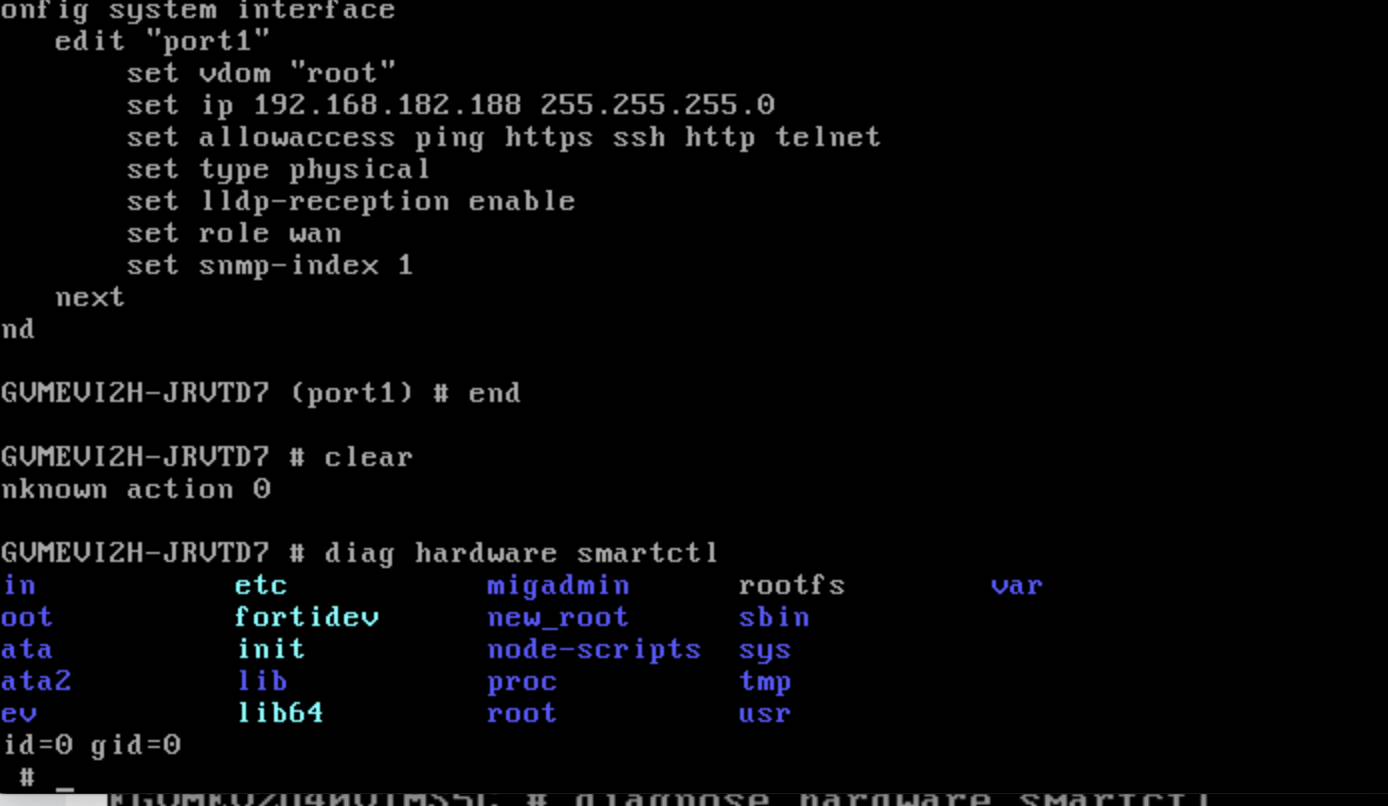 onfig system interface
edit "port1"
set vdom "root"
set ip 192.168.182.188 255.255.255.0
set allowaccess ping https ssh http telnet
set type physical
set lldp-reception enable
set role wan
set snmp-index 1
next
nd
GVMEVI2H-JRVTD7 (port1) # end
GVMEVI2H-JRVTD7 # clear
nknown action 0
GVMEVI2H-JRVTD7 # diag hardware smartctl
in etc migadmin rootfs var
oot fortidev new_root sbin
ata init node-scripts sys
ata2 lib proc tmp
ev lib64 root usr
id=0 gid=0
# _
# diagnose hardware smartctl